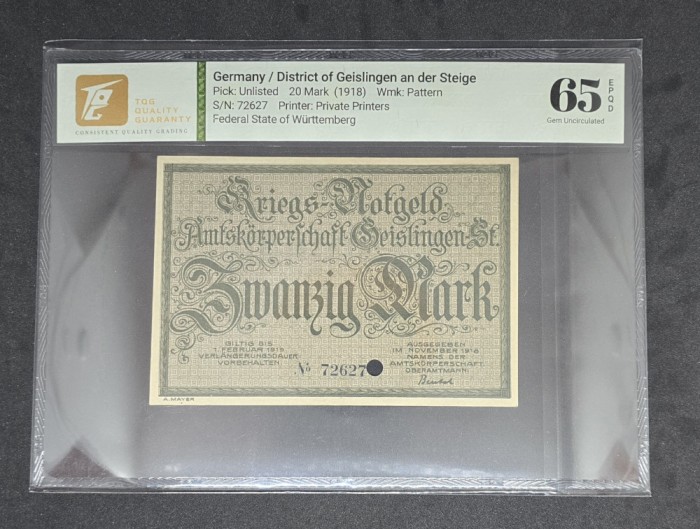 TQG
QUALITY
GUARANTY
CONSISTENT QUALITY GRADING
Germany / District of Geislingen an der Steige
Pick: Unlisted 20 Mark (1918) Wmk: Pattern
S/N: 72627 Printer: Private Printers
Federal State of Württemberg
65 EPQD
Gem Uncirculated
Kriegs-Notgeld
Amtskörperschaft Geislingen-St.
Zwanzig Mark
GILTIG BIS
1. FEBRUAR 1919
VERLÄNGERUNGSDAUER
VORBEHALTEN
No 72627
AUSGEGEBEN
IM NOVEMBER 1918
NAMENS DER
AMTSKÖRPERSCHAFT
OBERAMTMANN:
A. MAYER